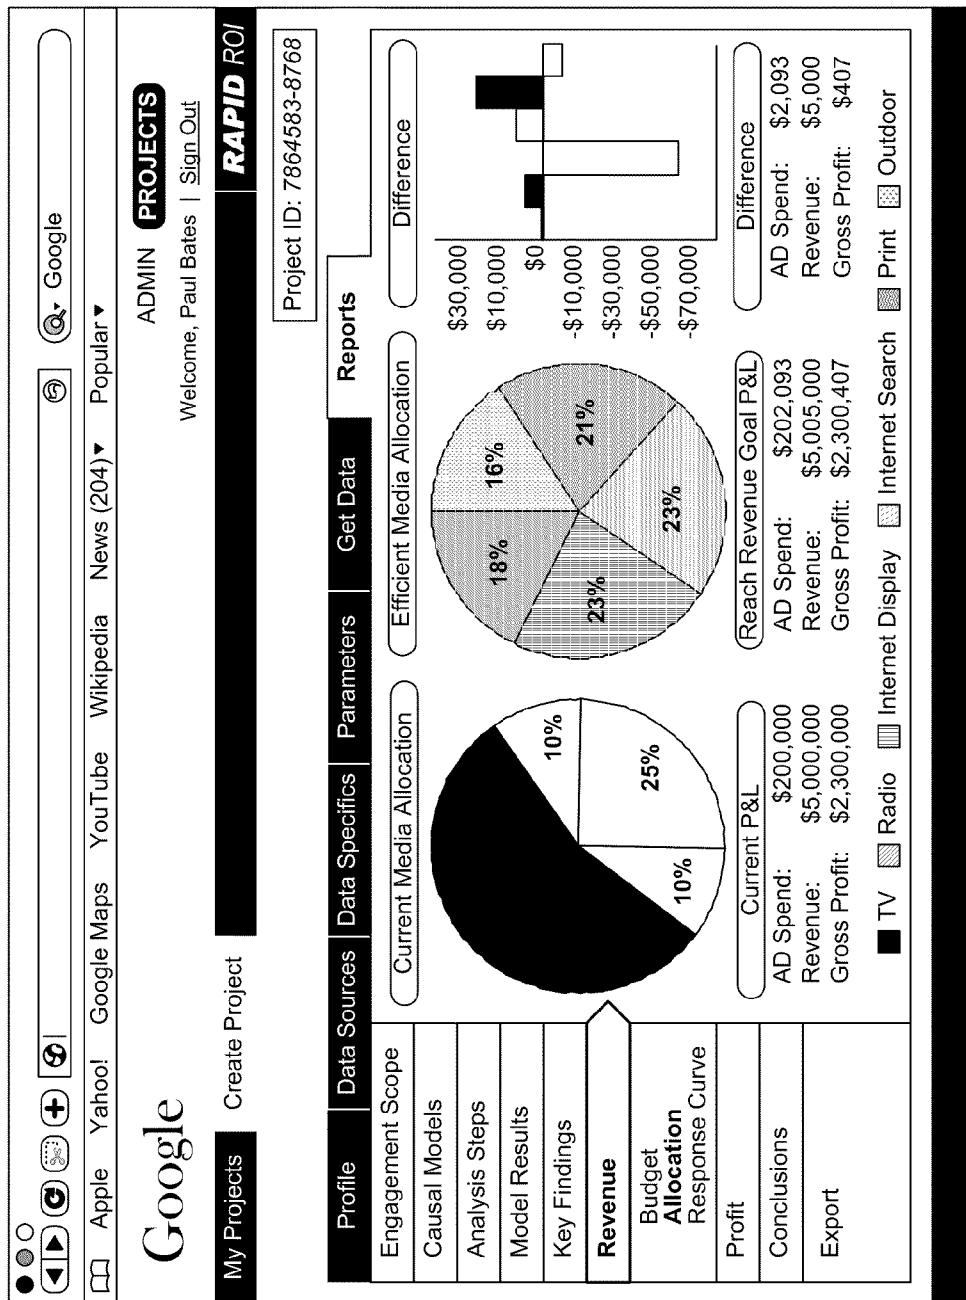 Google
Apple Yahoo! Google Maps YouTube Wikipedia News (204)▼ Popular▼
Google
ADMIN PROJECTS
Welcome, Paul Bates | Sign Out
My Projects Create Project
RAPID ROI
Project ID: 7864583-8768
Profile Data Sources Data Specifics Parameters Get Data Reports
Engagement Scope
Causal Models
Analysis Steps
Model Results
Key Findings
Revenue
Budget
Allocation
Response Curve
Profit
Conclusions
Export
Current Media Allocation
10%
25%
10%
Current P&L
AD Spend: $200,000
Revenue: $5,000,000
Gross Profit: $2,300,000
Efficient Media Allocation
18%
16%
21%
23%
23%
Reach Revenue Goal P&L
AD Spend: $202,093
Revenue: $5,005,000
Gross Profit: $2,300,407
Difference
$30,000
$10,000
$0
-$10,000
-$30,000
-$50,000
-$70,000
Difference
AD Spend: $2,093
Revenue: $5,000
Gross Profit: $407
TV Radio Internet Display Internet Search Print Outdoor